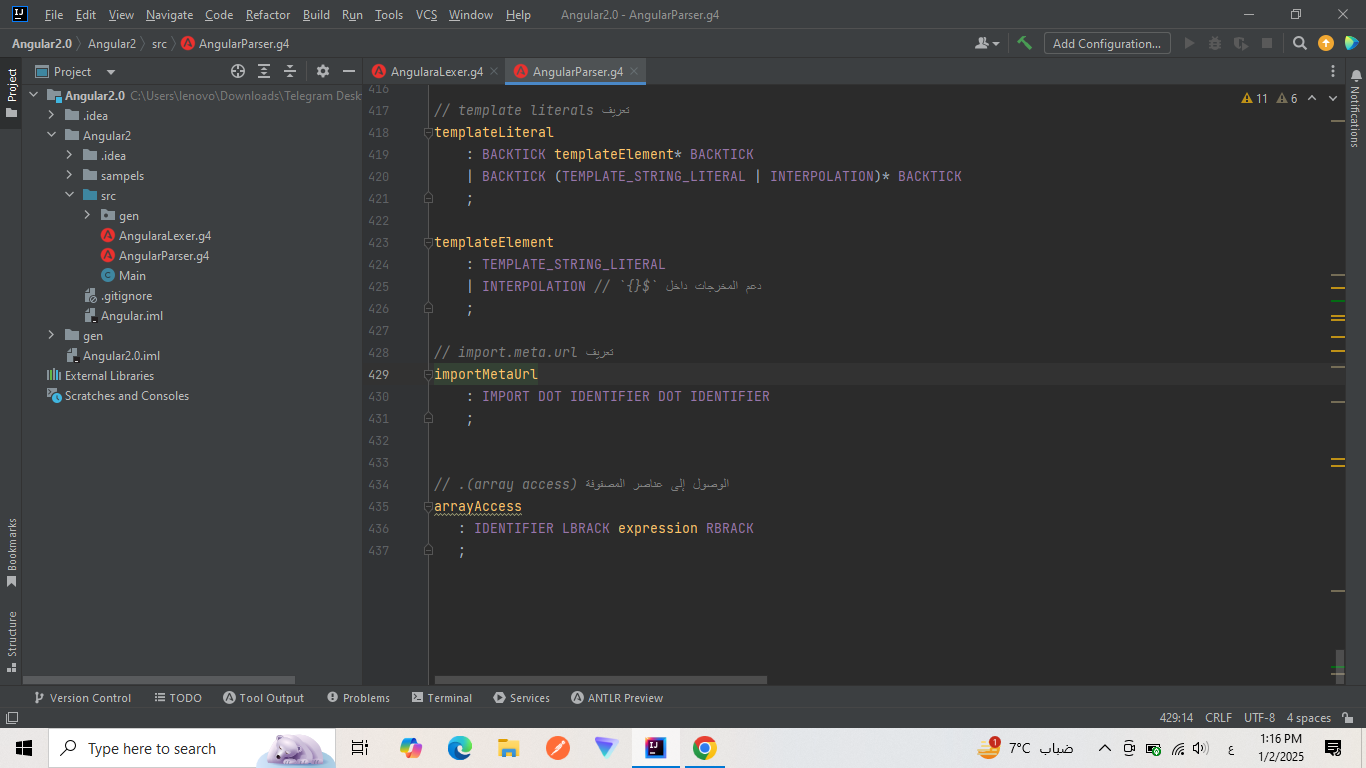 File Edit View Navigate Code Refactor Build Run Tools VCS Window Help Angular2.0 - AngularParser.g4
Angular2.0 Angular2 src AngularParser.g4 Add Configuration...
Project
AngularaLexer.g4 AngularParser.g4
Project
Notifications
Bookmarks
Structure
Angular2.0 C:\Users\lenovo\Downloads\Telegram Desk
.idea
Angular2
.idea
sampels
src
gen
AngularaLexer.g4
AngularParser.g4
Main
.gitignore
Angular.iml
gen
Angular2.0.iml
External Libraries
Scratches and Consoles
11 6
416
417 // template literals تعريف
418 templateLiteral
419 : BACKTICK templateElement* BACKTICK
420 | BACKTICK (TEMPLATE_STRING_LITERAL | INTERPOLATION)* BACKTICK
421 ;
422
423 templateElement
424 : TEMPLATE_STRING_LITERAL
425 | INTERPOLATION // دعم المخرجات داخل `${}`
426 ;
427
428 // import.meta.url تعريف
429 importMetaUrl
430 : IMPORT DOT IDENTIFIER DOT IDENTIFIER
431 ;
432
433
434 // الوصول إلى عناصر المصفوفة (array access).
435 arrayAccess
436 : IDENTIFIER LBRACK expression RBRACK
437 ;
Version Control TODO Tool Output Problems Terminal Services ANTLR Preview
429:14 CRLF UTF-8 4 spaces
Type here to search
1 7°C ضباب ع 1:16 PM
1/2/2025